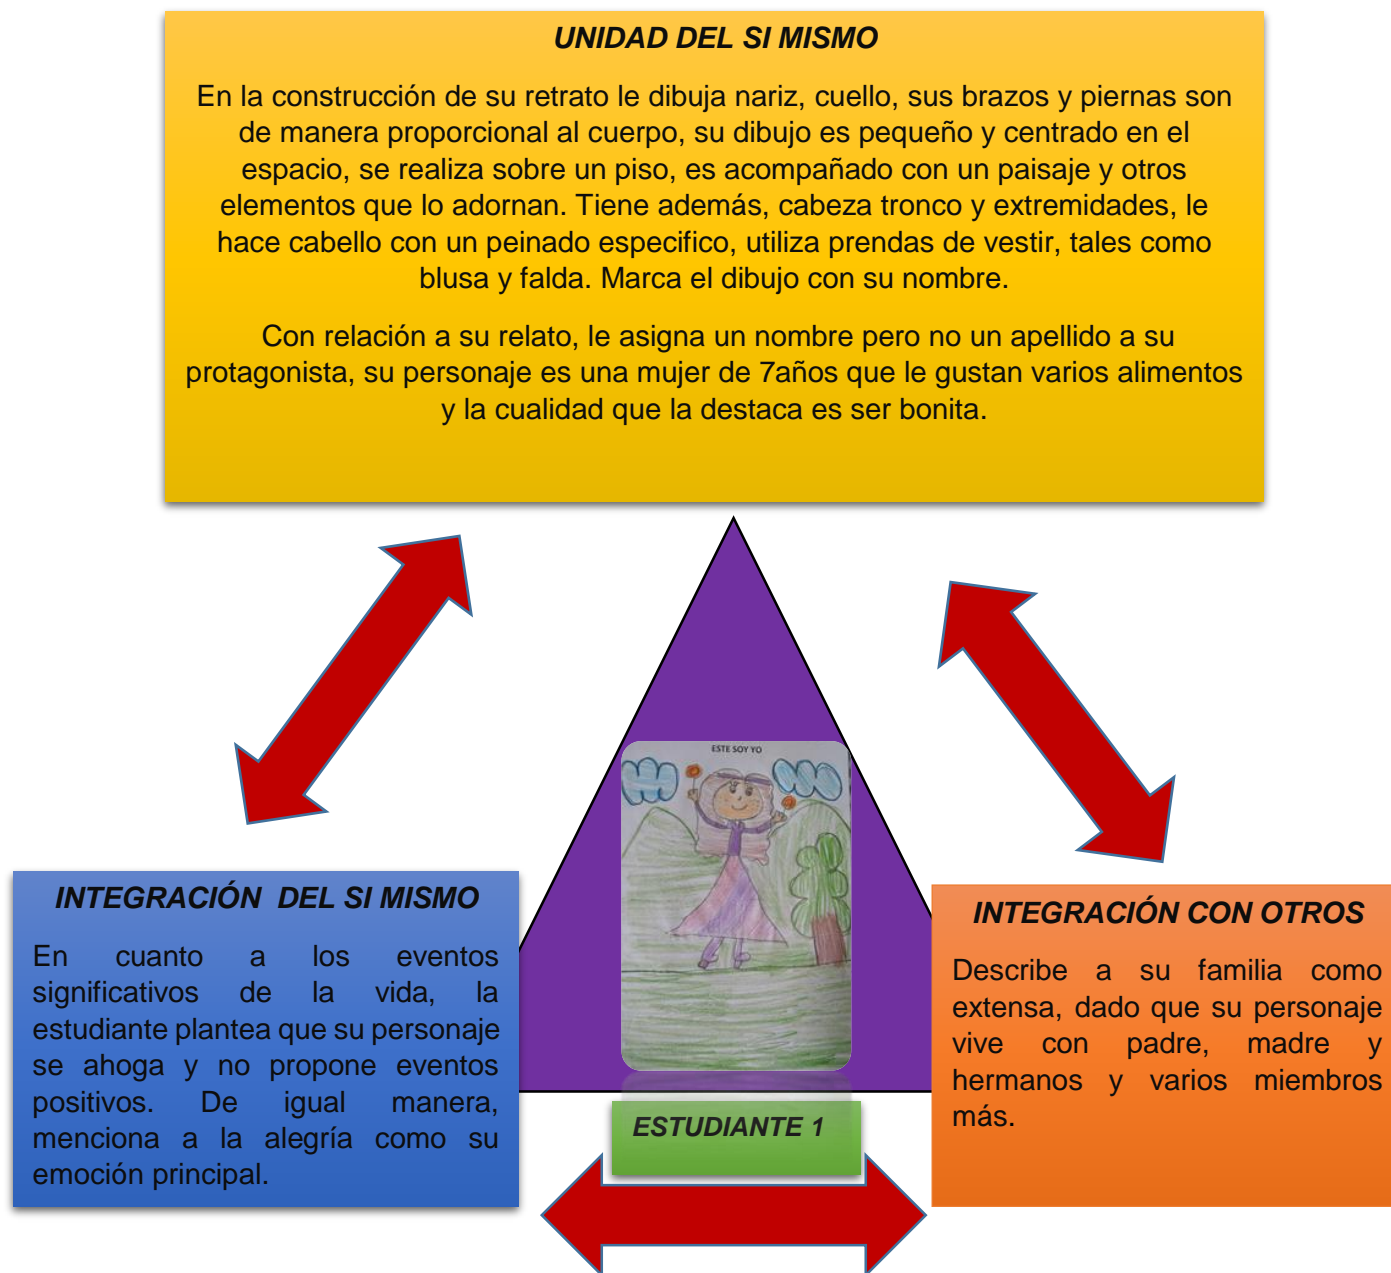 UNIDAD DEL SI MISMO
En la construcción de su retrato le dibuja nariz, cuello, sus brazos y piernas son
de manera proporcional al cuerpo, su dibujo es pequeño y centrado en el
espacio, se realiza sobre un piso, es acompañado con un paisaje y otros
elementos que lo adornan. Tiene además, cabeza tronco y extremidades, le
hace cabello con un peinado especifico, utiliza prendas de vestir, tales como
blusa y falda. Marca el dibujo con su nombre.
Con relación a su relato, le asigna un nombre pero no un apellido a su
protagonista, su personaje es una mujer de 7años que le gustan varios alimentos
y la cualidad que la destaca es ser bonita.
ESTE SOY YO
INTEGRACIÓN DEL SI MISMO
En cuanto a los eventos
significativos de la vida, la
estudiante plantea que su personaje
se ahoga y no propone eventos
positivos. De igual manera,
menciona a la alegría como su
emoción principal.
INTEGRACIÓN CON OTROS
Describe a su familia como
extensa, dado que su personaje
vive con padre, madre y
hermanos y varios miembros
más.
ESTUDIANTE 1